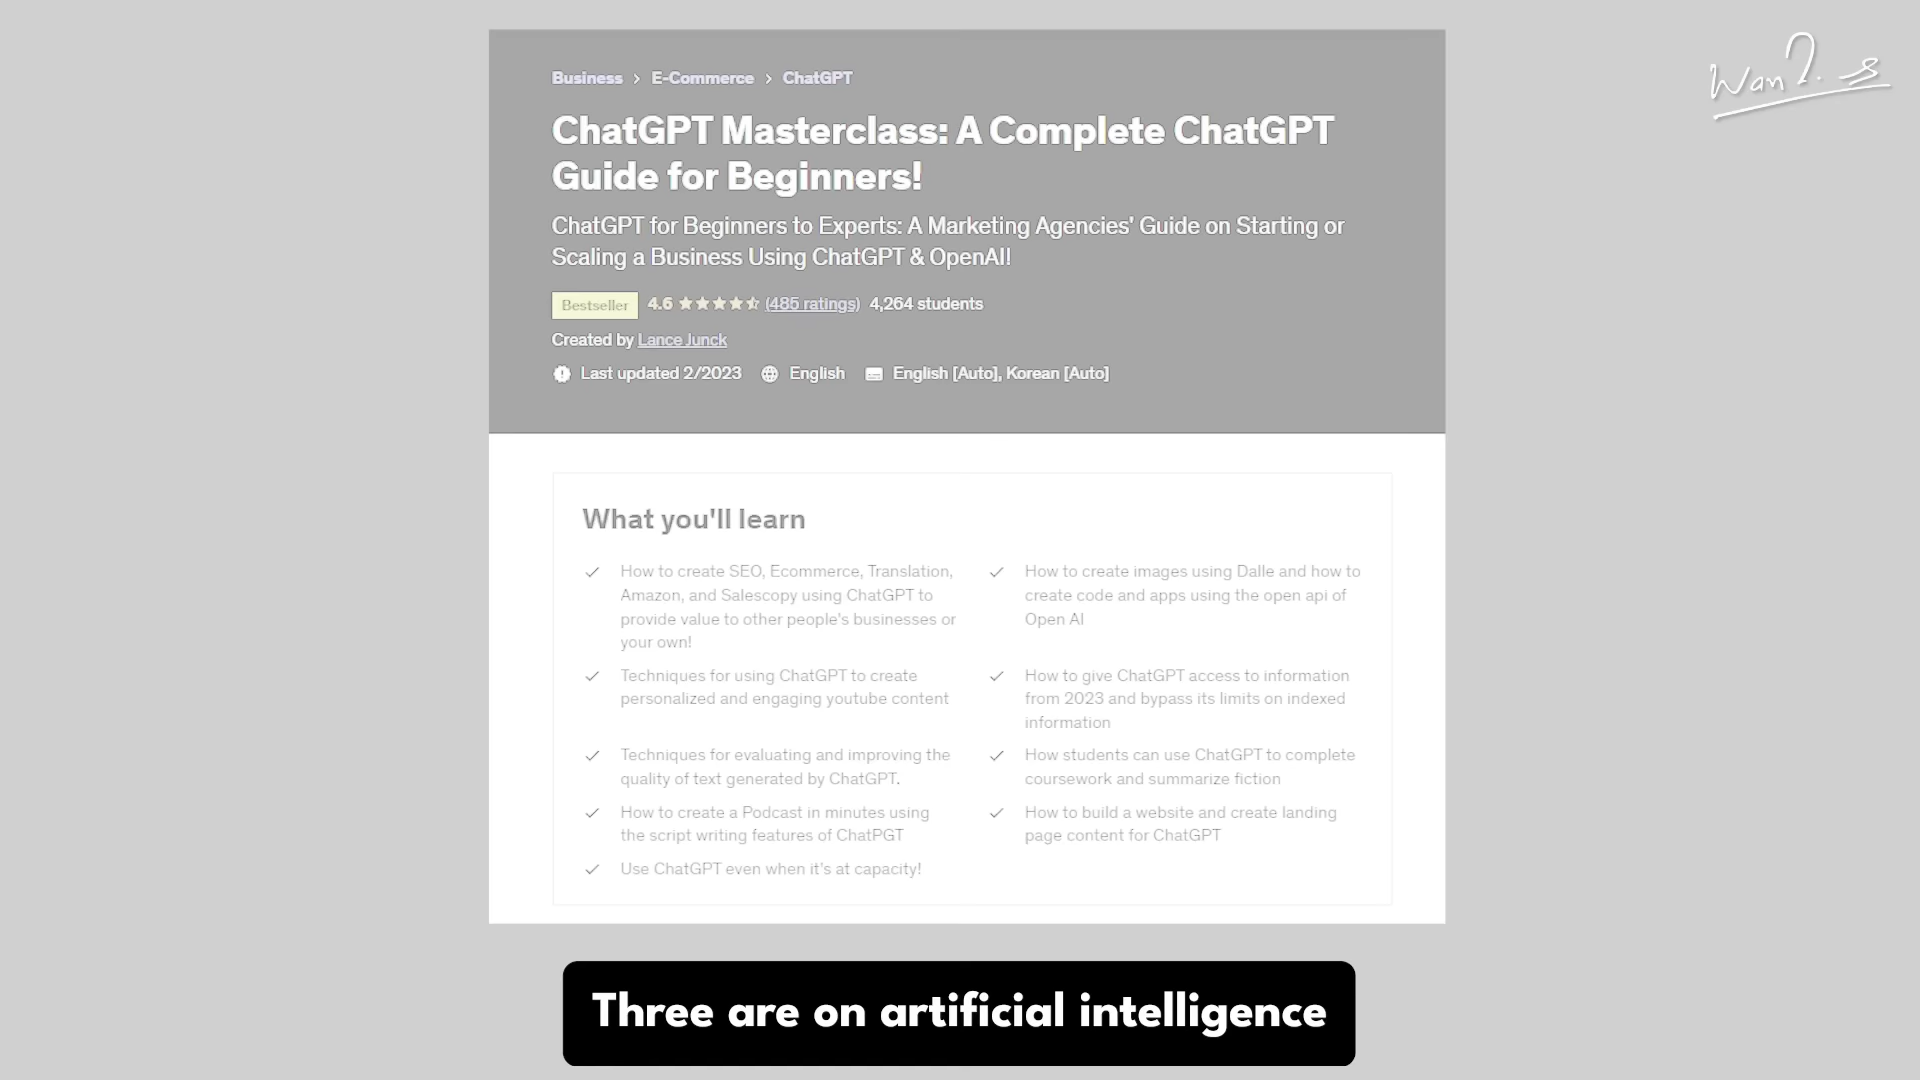 Business > E-Commerce > ChatGPT
ChatGPT Masterclass: A Complete ChatGPT
Guide for Beginners!
ChatGPT for Beginners to Experts: A Marketing Agencies' Guide on Starting or
Scaling a Business Using ChatGPT & OpenAI!
Bestseller 4.6 (485 ratings) 4,264 students
Created by Lance Junck
Last updated 2/2023 English English [Auto], Korean [Auto]
What you'll learn
How to create SEO, Ecommerce, Translation,
Amazon, and Salescopy using ChatGPT to
provide value to other people's businesses or
your own!
How to create images using Dalle and how to
create code and apps using the open api of
Open AI
Techniques for using ChatGPT to create
personalized and engaging youtube content
How to give ChatGPT access to information
from 2023 and bypass its limits on indexed
information
Techniques for evaluating and improving the
quality of text generated by ChatGPT.
How students can use ChatGPT to complete
coursework and summarize fiction
How to create a Podcast in minutes using
the script writing features of ChatPGT
How to build a website and create landing
page content for ChatGPT
Use ChatGPT even when it's at capacity!
Three are on artificial intelligence